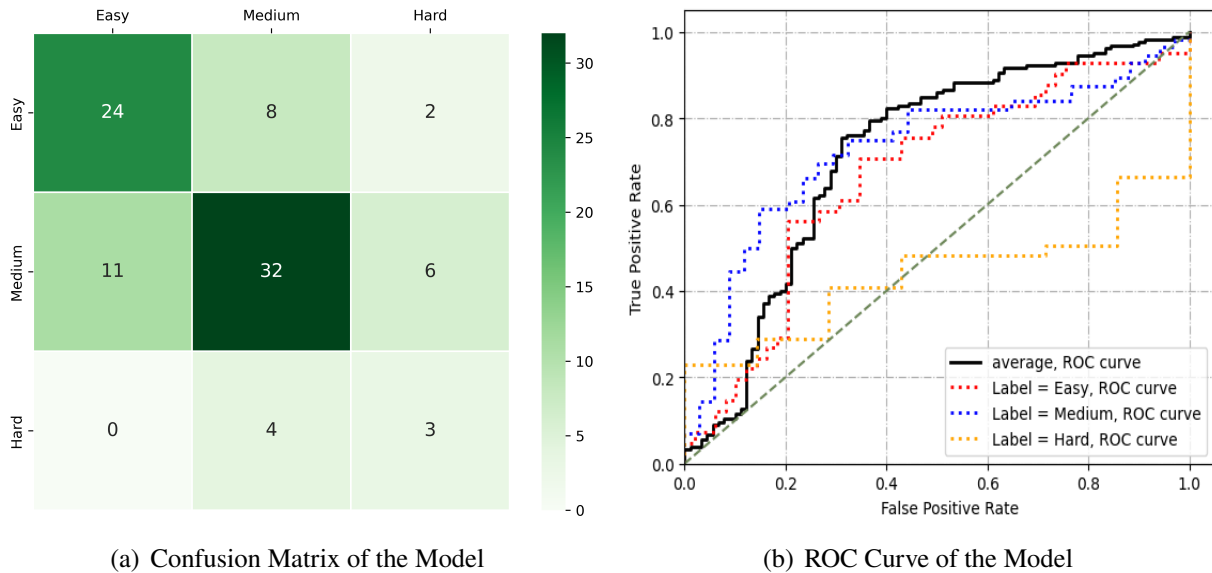 Easy Medium Hard
Easy 24 8 2
Medium 11 32 6
Hard 0 4 3
30
25
20
15
10
5
0
(a) Confusion Matrix of the Model
True Positive Rate
1.0
0.8
0.6
0.4
0.2
0.0
average, ROC curve
Label = Easy, ROC curve
Label = Medium, ROC curve
Label = Hard, ROC curve
0.0 0.2 0.4 0.6 0.8 1.0
False Positive Rate
(b) ROC Curve of the Model